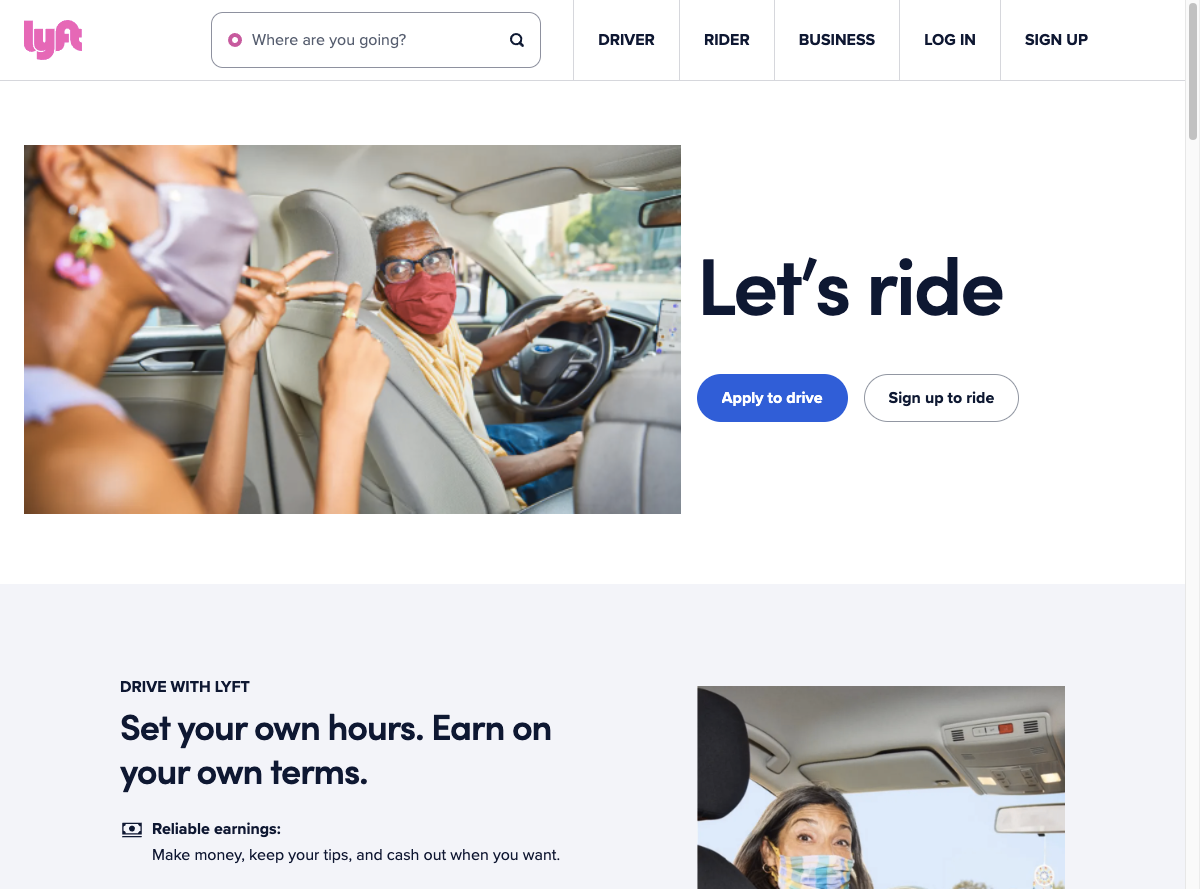 lyft
Where are you going?
DRIVER
RIDER
BUSINESS
LOG IN
SIGN UP
Let's ride
Apply to drive
Sign up to ride
DRIVE WITH LYFT
Set your own hours. Earn on
your own terms.
Reliable earnings:
Make money, keep your tips, and cash out when you want.